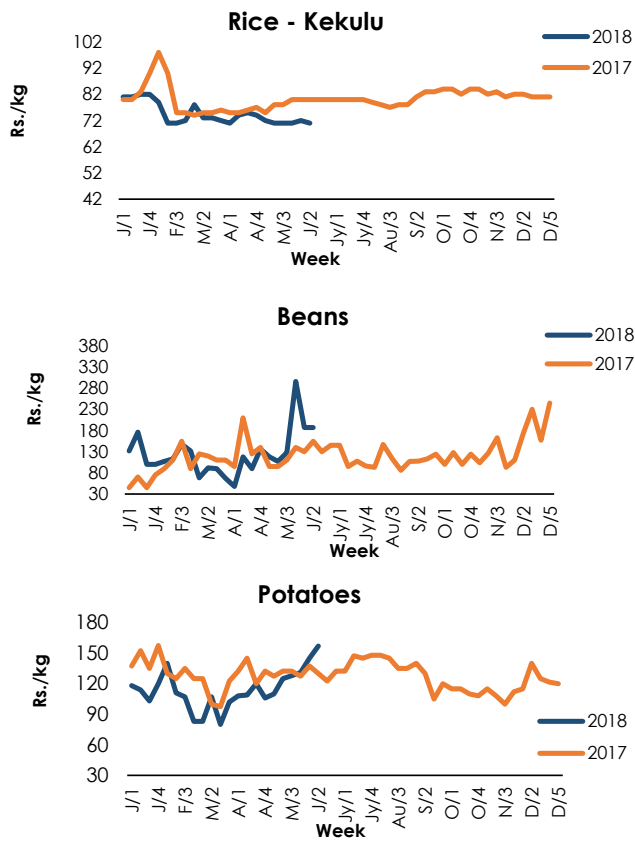 Rice - Kekulu
2018
2017
Rs./kg
102
92
82
72
62
52
42
J/1 J/4 F/3 M/2 A/1 A/4 M/3 J/2 Jy/1 Jy/4 Au/3 S/2 O/1 O/4 N/3 D/2 D/5
Week
Beans
2018
2017
Rs./kg
380
330
280
230
180
130
80
30
J/1 J/4 F/3 M/2 A/1 A/4 M/3 J/2 Jy/1 Jy/4 Au/3 S/2 O/1 O/4 N/3 D/2 D/5
Week
Potatoes
Rs./kg
180
150
120
90
60
30
2018
2017
J/1 J/4 F/3 M/2 A/1 A/4 M/3 J/2 Jy/1 Jy/4 Au/3 S/2 O/1 O/4 N/3 D/2 D/5
Week